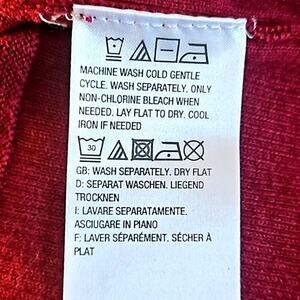 MACHINE WASH COLD GENTLE
CYCLE. WASH SEPARATELY. ONLY
NON-CHLORINE BLEACH WHEN
NEEDED. LAY FLAT TO DRY. COOL
IRON IF NEEDED
30
GB: WASH SEPARATELY. DRY FLAT
D: SEPARAT WASCHEN. LIEGEND
TROCKNEN
I: LAVARE SEPARATAMENTE.
ASCIUGARE IN PIANO
F: LAVER SÉPARÉMENT. SÉCHER À
PLAT